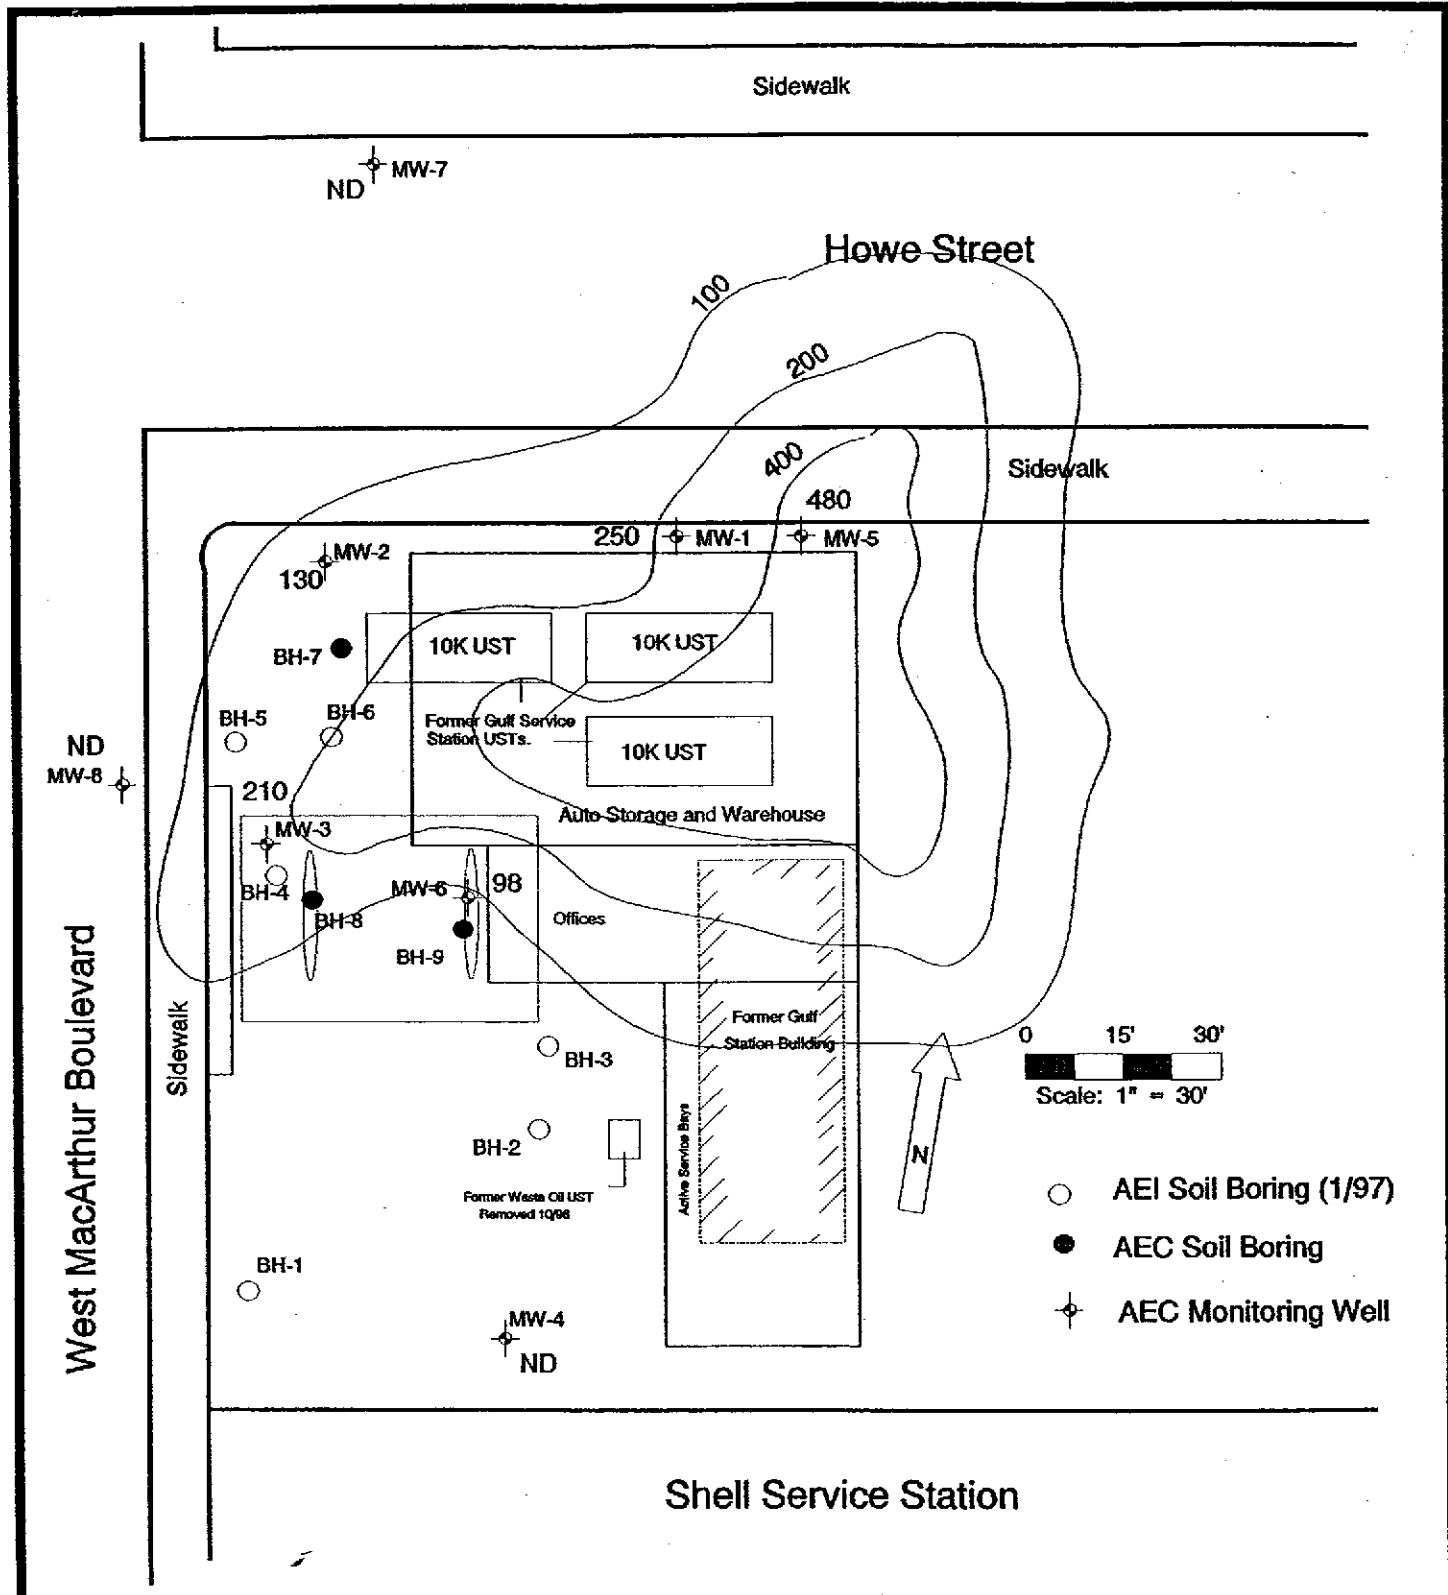 Sidewalk
MW-7
ND
Howe Street
100
200
400
Sidewalk
480
250
MW-1
MW-5
MW-2
130
10K UST
10K UST
BH-7
BH-5
BH-6
Former Gulf Service
Station USTs.
ND
MW-8
10K UST
210
Auto Storage and Warehouse
MW-3
BH-4
MW-6
98
BH-8
Offices
BH-9
West MacArthur Boulevard
Sidewalk
Former Gulf
Station Building
0 15' 30'
Scale: 1" = 30'
BH-3
BH-2
Active Service Bays
N
Former Waste Oil UST
Removed 10/96
AEI Soil Boring (1/97)
AEC Soil Boring
AEC Monitoring Well
BH-1
MW-4
ND
Shell Service Station